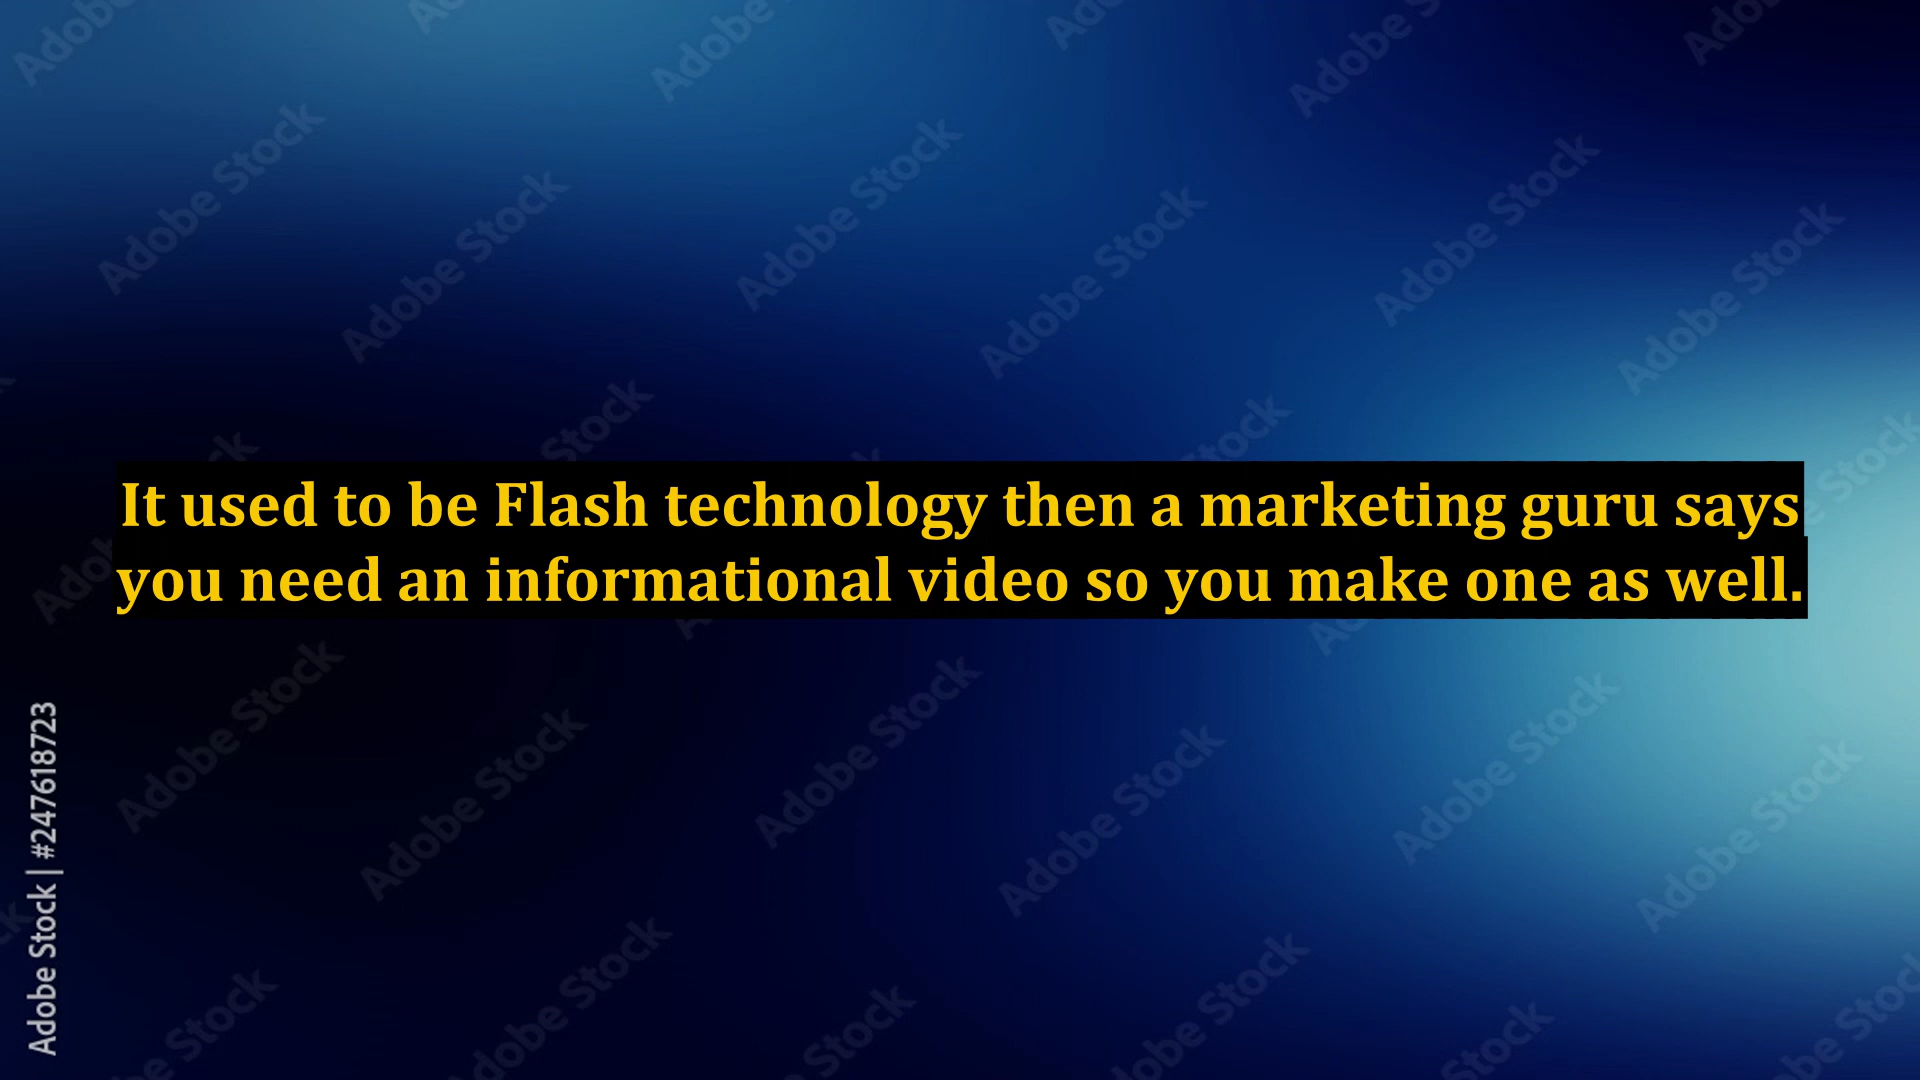 It used to be Flash technology then a marketing guru says
you need an informational video so you make one as well.
Adobe Stock | #247618723